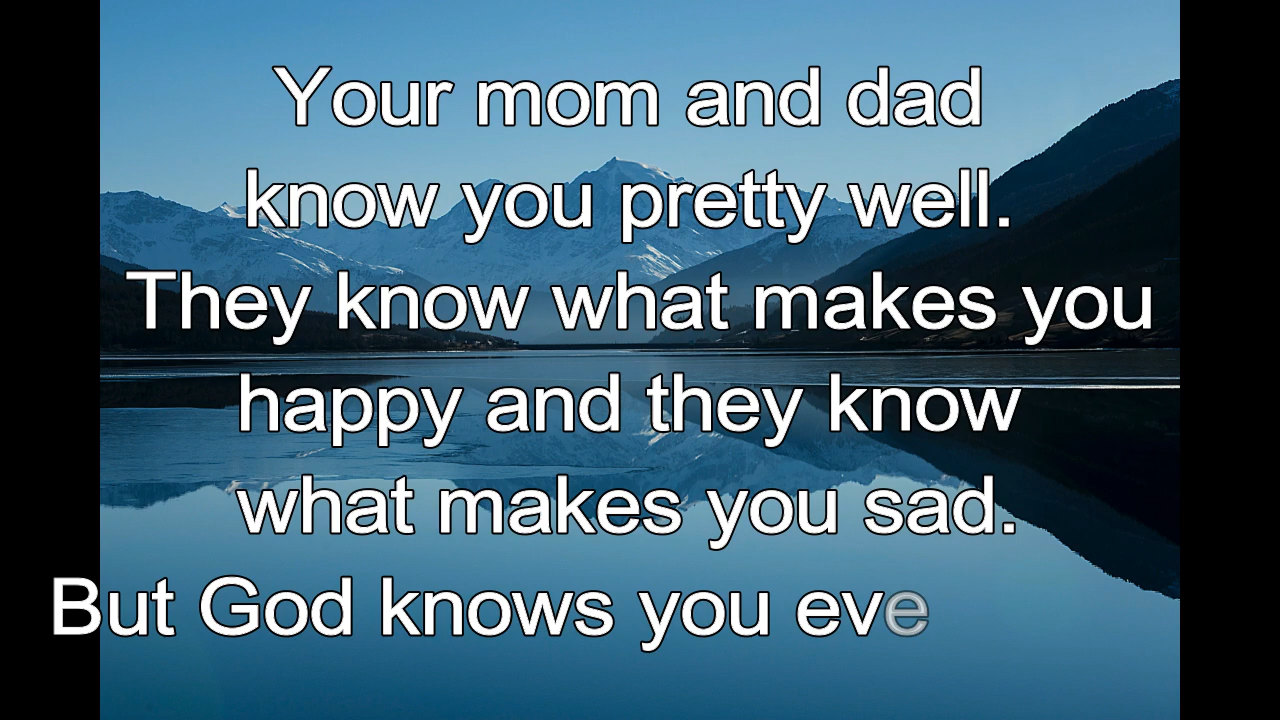 Your mom and dad
know you pretty well.
They know what makes you
happy and they know
what makes you sad.
But God knows you eve